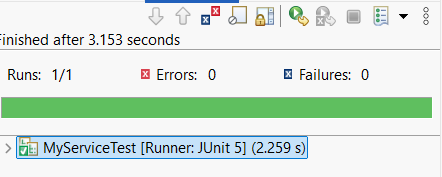 Finished after 3.153 seconds
Runs: 1/1 Errors: 0 Failures: 0
MyServiceTest [Runner: JUnit 5] (2.259 s)